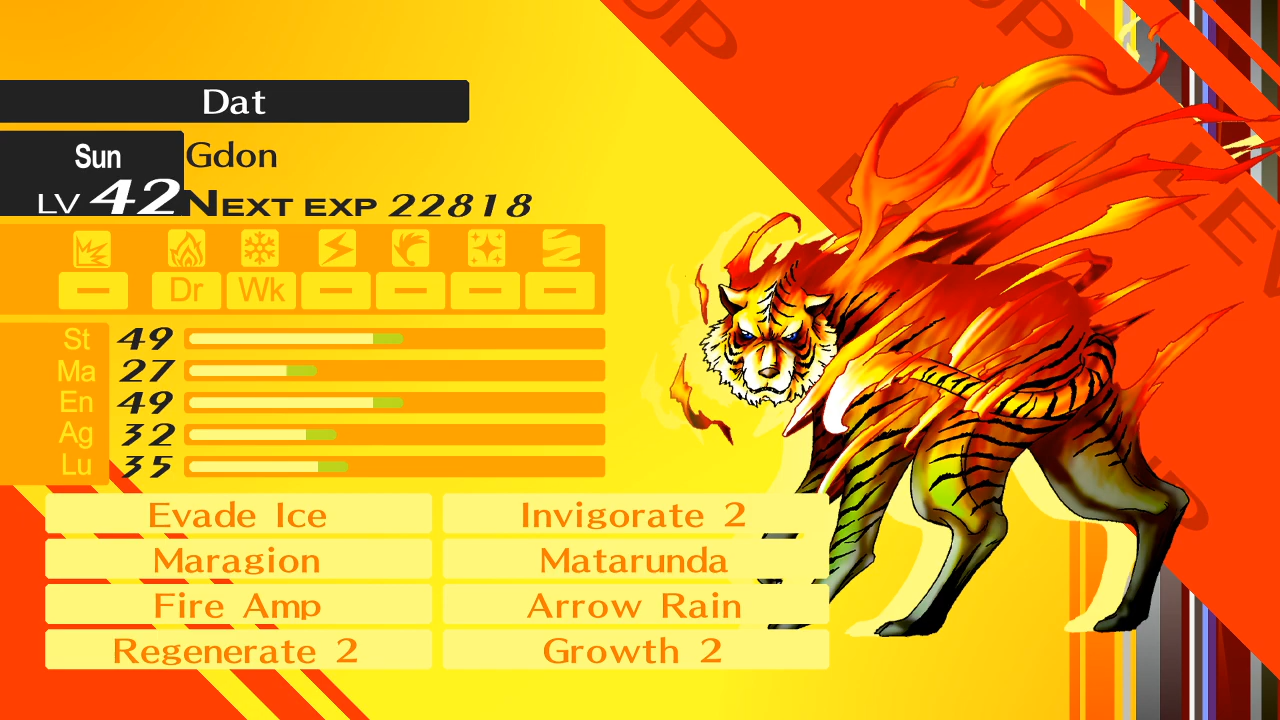 Dat
Sun Gdon
LV 42 NEXT EXP 22818
— Dr Wk — — — —
St 49
Ma 27
En 49
Ag 32
Lu 35
Evade Ice Invigorate 2
Maragion Matarunda
Fire Amp Arrow Rain
Regenerate 2 Growth 2